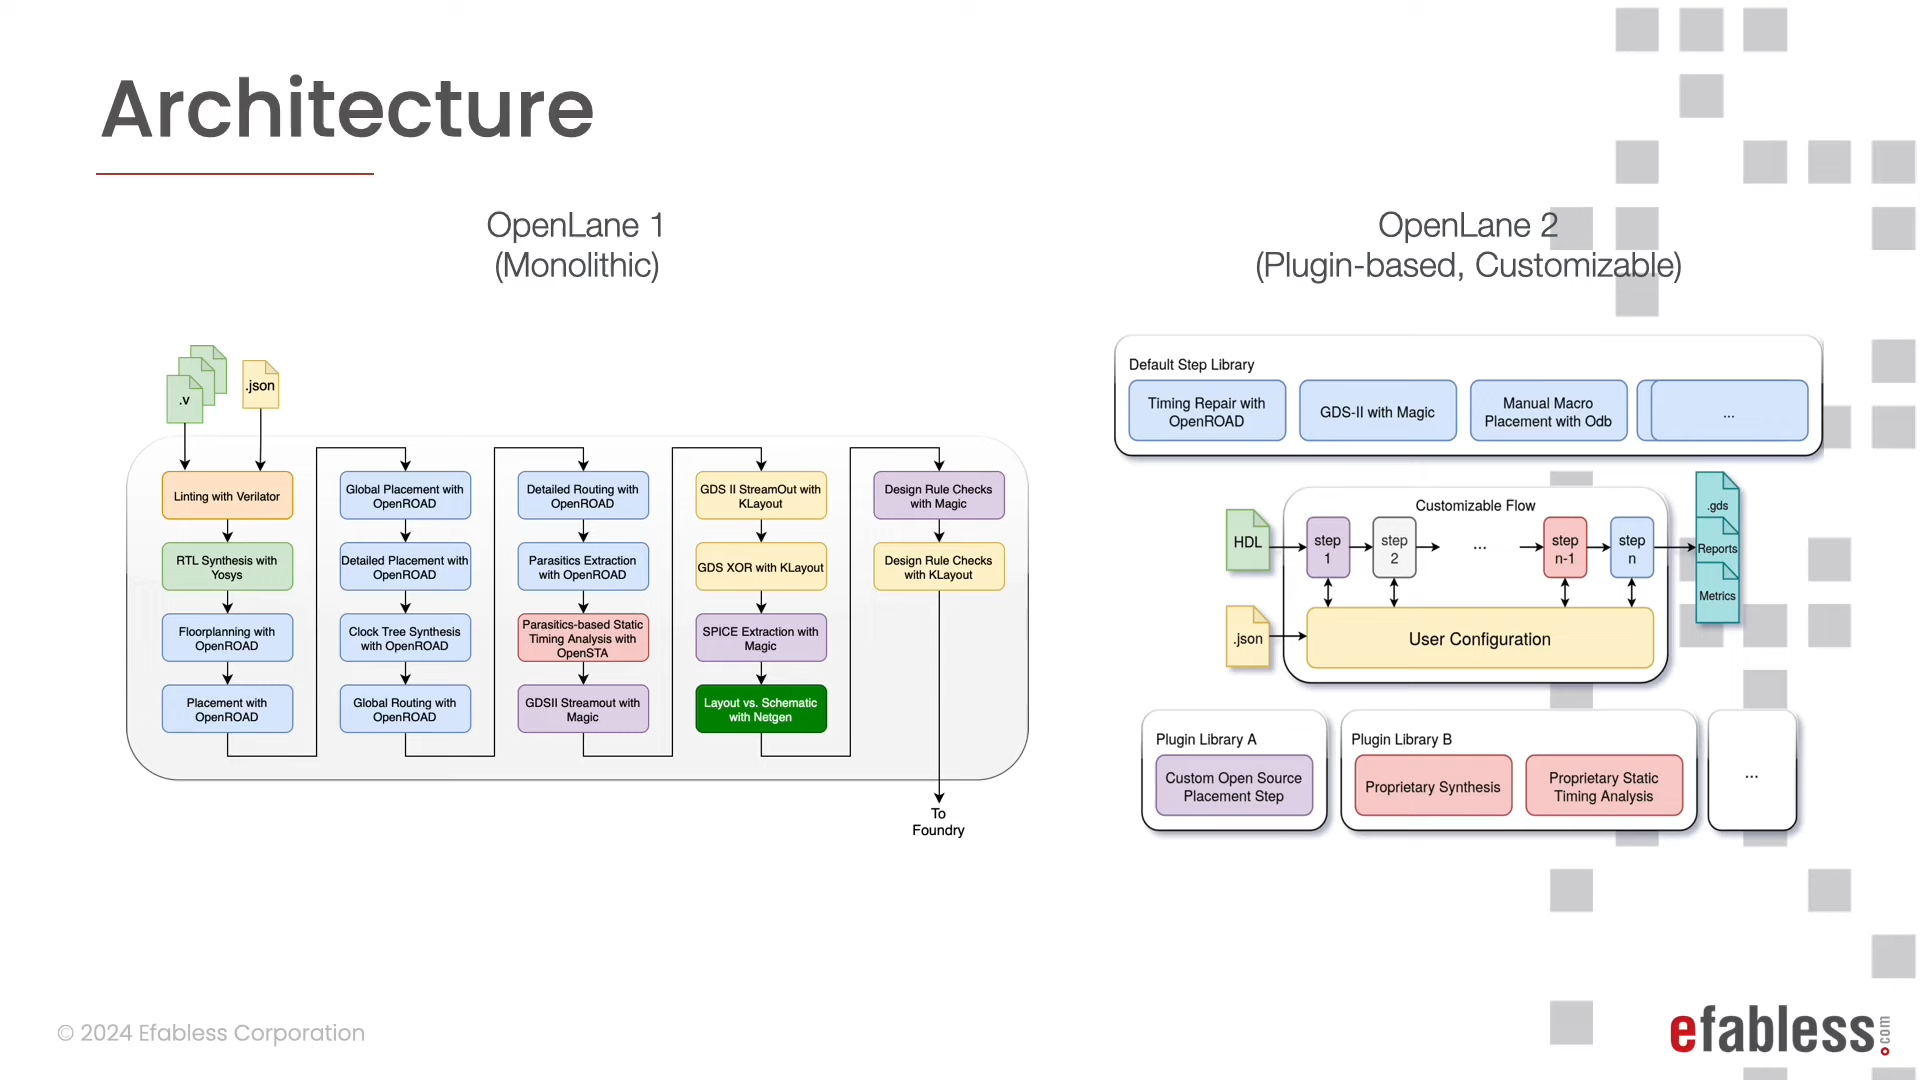 Architecture
OpenLane 1
(Monolithic)
.v
.json
Linting with Verilator
RTL Synthesis with
Yosys
Floorplanning with
OpenROAD
Placement with
OpenROAD
Global Placement with
OpenROAD
Detailed Placement with
OpenROAD
Clock Tree Synthesis
with OpenROAD
Global Routing with
OpenROAD
Detailed Routing with
OpenROAD
Parasitics Extraction
with OpenROAD
Parasitics-based Static
Timing Analysis with
OpenSTA
GDSII Streamout with
Magic
GDS II StreamOut with
KLayout
GDS XOR with KLayout
SPICE Extraction with
Magic
Layout vs. Schematic
with Netgen
Design Rule Checks
with Magic
Design Rule Checks
with KLayout
To
Foundry
OpenLane 2
(Plugin-based, Customizable)
Default Step Library
Timing Repair with
OpenROAD
GDS-II with Magic
Manual Macro
Placement with Odb
...
Customizable Flow
HDL
step
1
step
2
...
step
n-1
step
n
.gds
Reports
Metrics
.json
User Configuration
Plugin Library A
Custom Open Source
Placement Step
Plugin Library B
Proprietary Synthesis
Proprietary Static
Timing Analysis
...
© 2024 Efabless Corporation
efabless.com